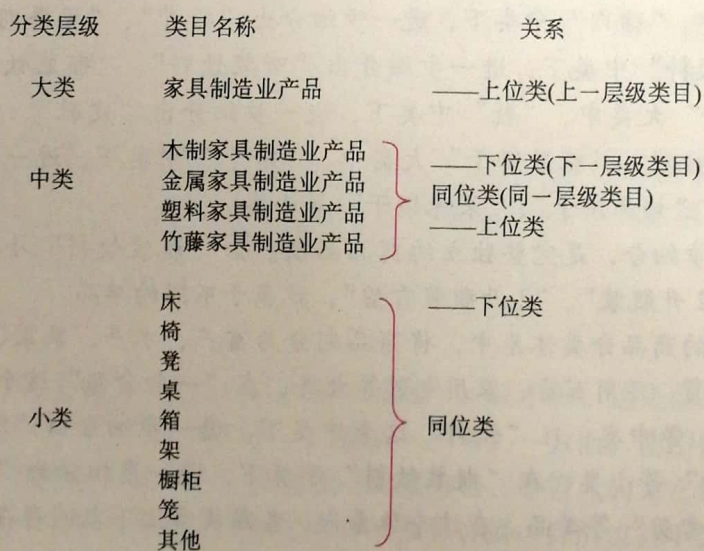 分类层级 类目名称 关系
大类 家具制造业产品 ——上位类(上一层级类目)
木制家具制造业产品 ——下位类(下一层级类目)
中类 金属家具制造业产品 同位类(同一层级类目)
塑料家具制造业产品 ——上位类
竹藤家具制造业产品
床 ——下位类
椅
凳
桌
小类 箱 同位类
架
橱柜
笼
其他